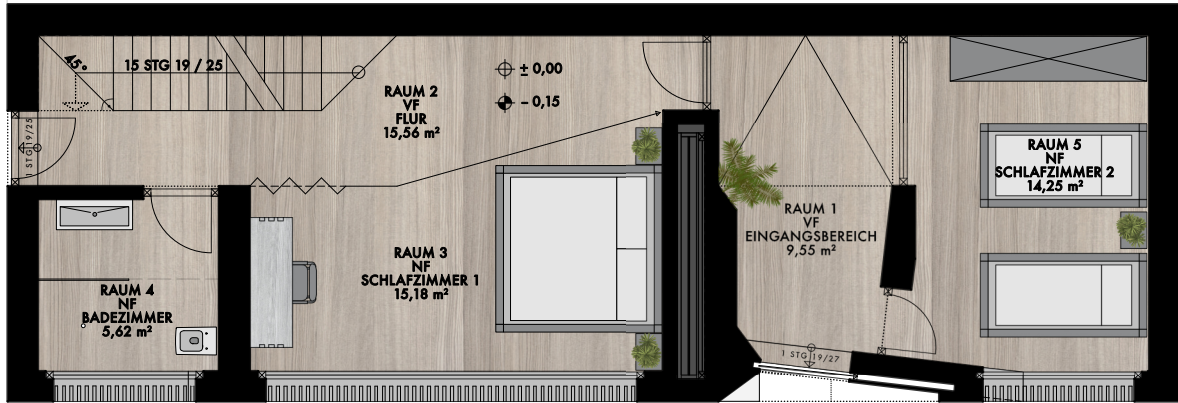 45°
15 STG 19 / 25
± 0,00
– 0,15
RAUM 2
VF
FLUR
15,56 m²
1 STG 19/25
RAUM 5
NF
SCHLAFZIMMER 2
14,25 m²
RAUM 1
VF
EINGANGSBEREICH
9,55 m²
RAUM 3
NF
SCHLAFZIMMER 1
15,18 m²
RAUM 4
NF
BADEZIMMER
5,62 m²
1 STG 19/27